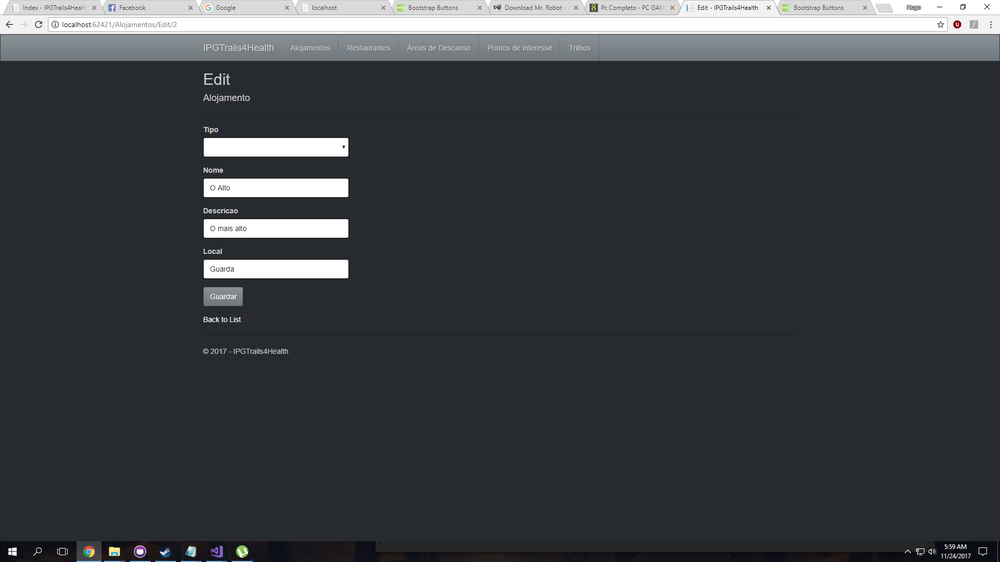 Index - IPGTrails4Health
Facebook
Google
localhost
Bootstrap Buttons
Download Mr. Robot -
Pc Completo - PC GAM
Edit - IPGTrails4Health
Bootstrap Buttons
Hugo
localhost:62421/Alojamentos/Edit/2
IPGTrails4Health
Alojamentos
Restaurantes
Áreas de Descanso
Pontos de Interesse
Trilhos
Edit
Alojamento
Tipo
Nome
O Alto
Descricao
O mais alto
Local
Guarda
Guardar
Back to List
© 2017 - IPGTrails4Health
5:59 AM
11/24/2017